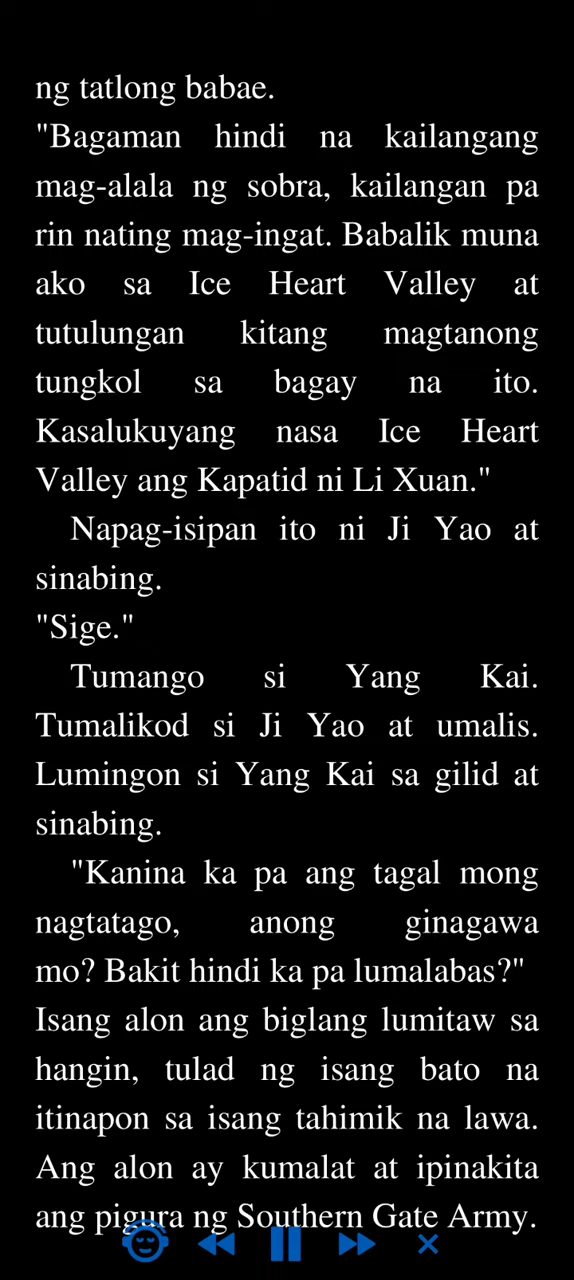 ng tatlong babae.
"Bagaman hindi na kailangang
mag-alala ng sobra, kailangan pa
rin nating mag-ingat. Babalik muna
ako sa Ice Heart Valley at
tutulungan kitang magtanong
tungkol sa bagay na ito.
Kasalukuyang nasa Ice Heart
Valley ang Kapatid ni Li Xuan."
Napag-isipan ito ni Ji Yao at
sinabing.
"Sige."
Tumango si Yang Kai.
Tumalikod si Ji Yao at umalis.
Lumingon si Yang Kai sa gilid at
sinabing.
"Kanina ka pa ang tagal mong
nagtatago, anong ginagawa
mo? Bakit hindi ka pa lumalabas?"
Isang alon ang biglang lumitaw sa
hangin, tulad ng isang bato na
itinapon sa isang tahimik na lawa.
Ang alon ay kumalat at ipinakita
ang pigura ng Southern Gate Army.